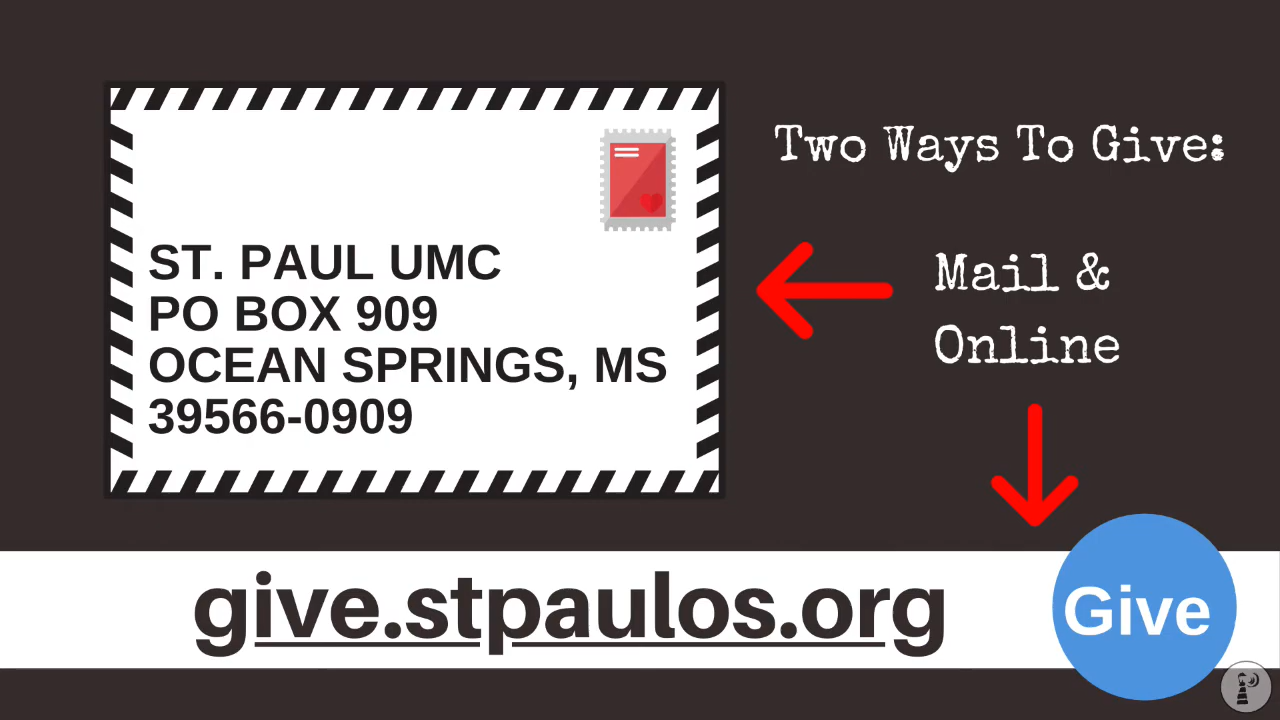 Two Ways To Give:
ST. PAUL UMC
PO BOX 909
OCEAN SPRINGS, MS
39566-0909
Mail &
Online
give.stpaulos.org
Give